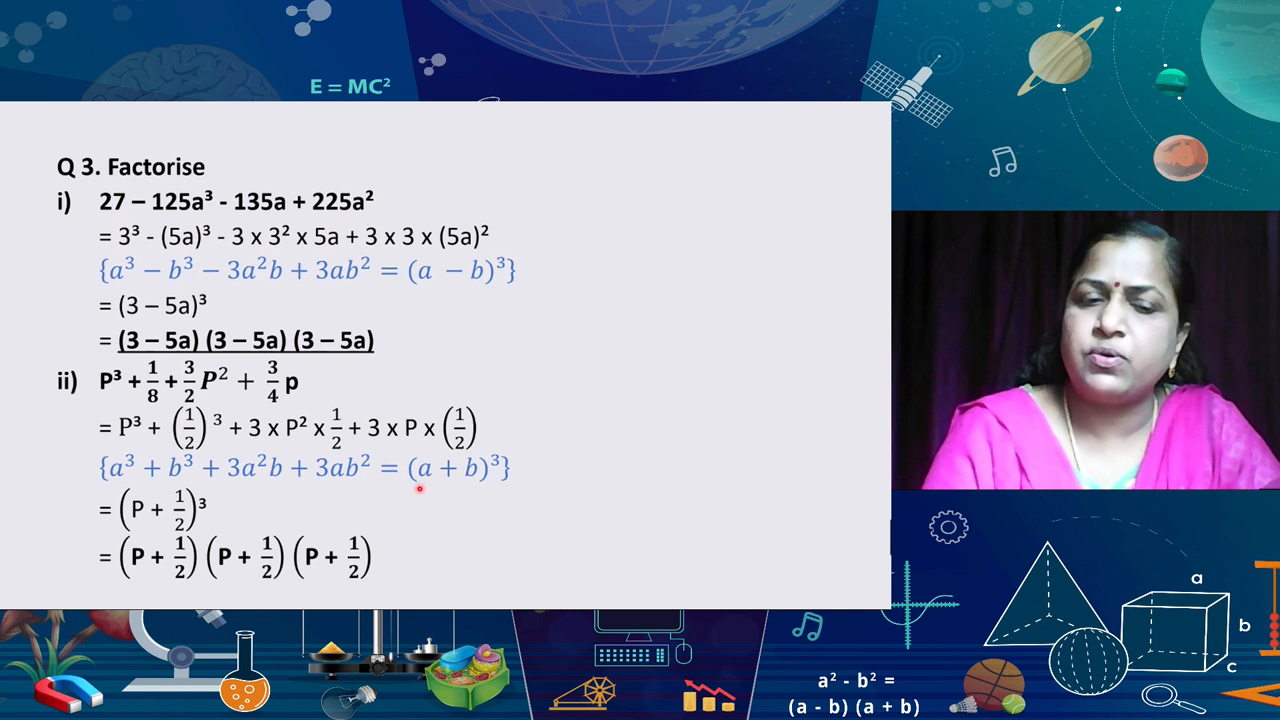 E = MC²
Q 3. Factorise
i) 27 – 125a³ - 135a + 225a²
= 3³ - (5a)³ - 3 x 3² x 5a + 3 x 3 x (5a)²
{a³ − b³ − 3a²b + 3ab² = (a − b)³}
= (3 – 5a)³
= (3 – 5a) (3 – 5a) (3 – 5a)
ii) P³ + 1/8 + 3/2 P² + 3/4 p
= P³ + (1/2)³ + 3 x P² x 1/2 + 3 x P x (1/2)
{a³ + b³ + 3a²b + 3ab² = (a + b)³}
= (P + 1/2)³
= (P + 1/2) (P + 1/2) (P + 1/2)
a
b
c
a² - b² =
(a - b) (a + b)